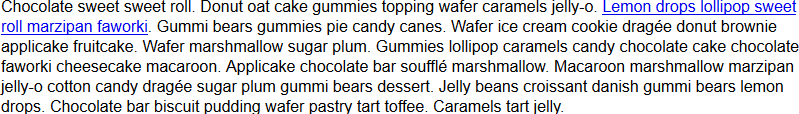 Chocolate sweet sweet roll. Donut oat cake gummies topping wafer caramels jelly-o. Lemon drops lollipop sweet
roll marzipan faworki. Gummi bears gummies pie candy canes. Wafer ice cream cookie dragée donut brownie
applicake fruitcake. Wafer marshmallow sugar plum. Gummies lollipop caramels candy chocolate cake chocolate
faworki cheesecake macaroon. Applicake chocolate bar soufflé marshmallow. Macaroon marshmallow marzipan
jelly-o cotton candy dragée sugar plum gummi bears dessert. Jelly beans croissant danish gummi bears lemon
drops. Chocolate bar biscuit pudding wafer pastry tart toffee. Caramels tart jelly.